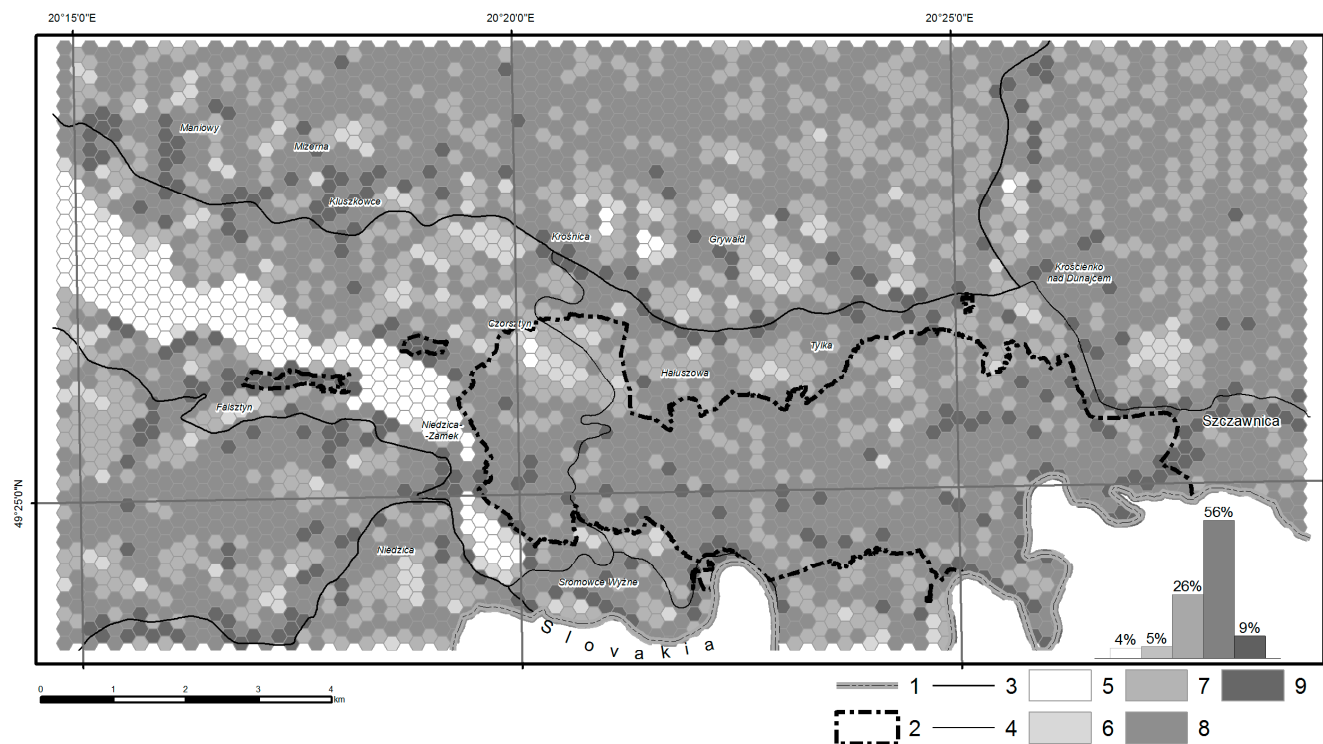 20°15'0"E
20°20'0"E
20°25'0"E
Maniowy
Mizerna
Kluszkowce
Krośnica
Grywałd
Krościenko
nad Dunajcem
Czorsztyn
Tylka
Hałuszowa
Falsztyn
Niedzica-
-Zamek
Szczawnica
49°25'0"N
Niedzica
Sromowce Wyżne
Slovakia
56%
26%
9%
5%
4%
0 1 2 3 4
km
1 3 5 7 9
2 4 6 8